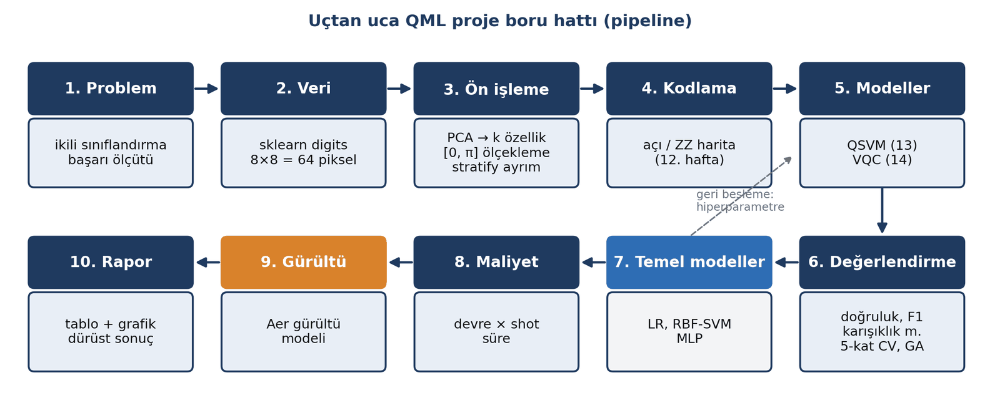 Uçtan uca QML proje boru hattı (pipeline)
1. Problem
ikili sınıflandırma
başarı ölçütü
2. Veri
sklearn digits
8×8 = 64 piksel
3. Ön işleme
PCA → k özellik
[0, π] ölçekleme
stratify ayrım
4. Kodlama
açı / ZZ harita
(12. hafta)
5. Modeller
QSVM (13)
VQC (14)
geri besleme:
hiperparametre
10. Rapor
tablo + grafik
dürüst sonuç
9. Gürültü
Aer gürültü
modeli
8. Maliyet
devre × shot
süre
7. Temel modeller
LR, RBF-SVM
MLP
6. Değerlendirme
doğruluk, F1
karışıklık m.
5-kat CV, GA